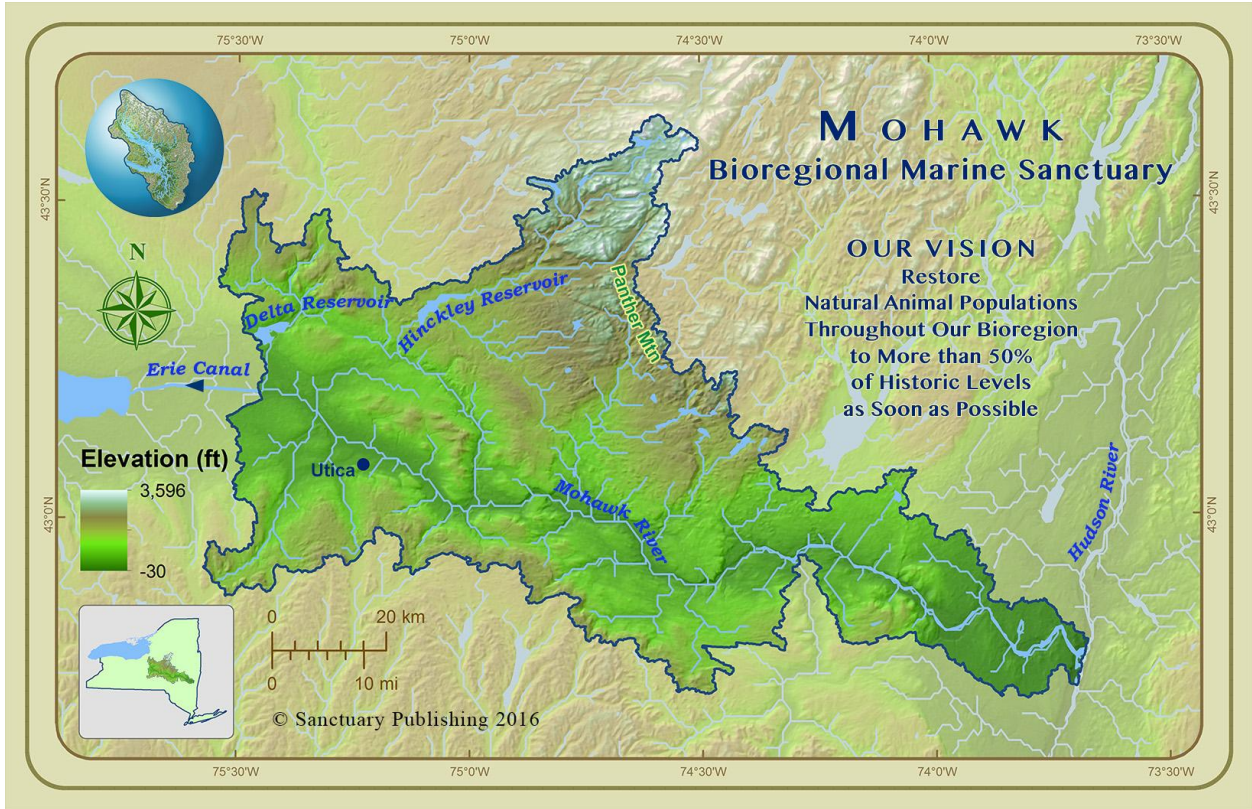 75°30'W 75°0'W 74°30'W 74°0'W 73°30'W
MOHAWK
Bioregional Marine Sanctuary
43°30'N 43°30'N
N
OUR VISION
Restore
Natural Animal Populations
Throughout Our Bioregion
to More than 50%
of Historic Levels
as Soon as Possible
Panther Mtn
Delta Reservoir
Hinckley Reservoir
Erie Canal
Elevation (ft)
3,596
-30
Utica
Mohawk River
Hudson River
43°0'N 43°0'N
0 20 km
0 10 mi
© Sanctuary Publishing 2016
75°30'W 75°0'W 74°30'W 74°0'W 73°30'W